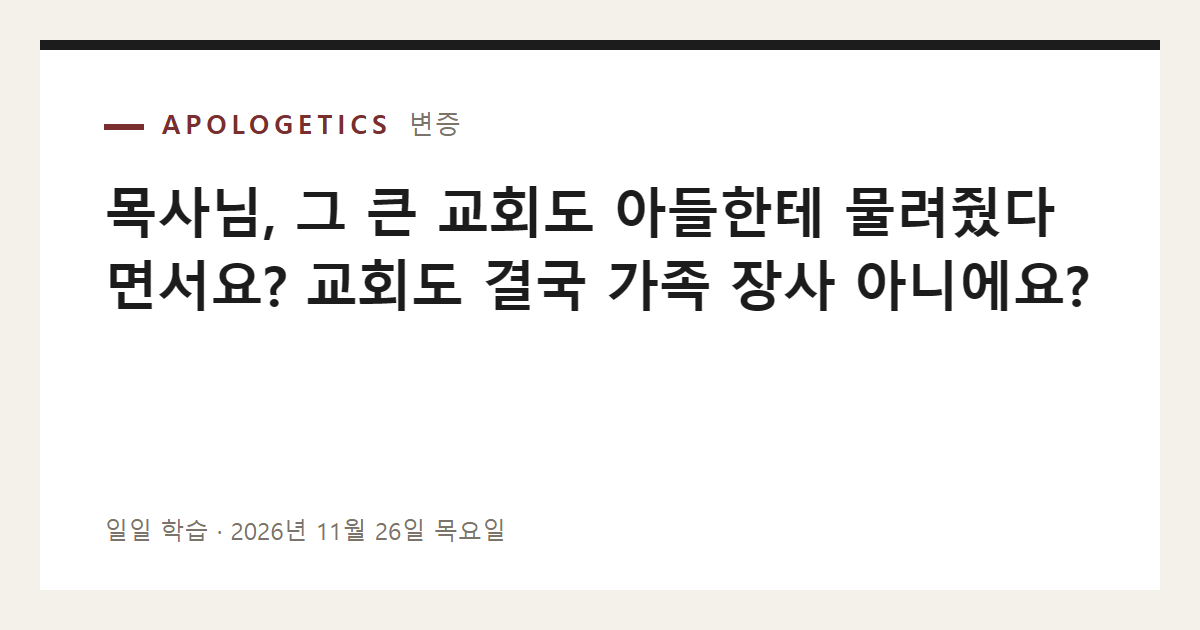 APOLOGETICS 변증
목사님, 그 큰 교회도 아들한테 물려줬다
면서요? 교회도 결국 가족 장사 아니에요?
일일 학습 · 2026년 11월 26일 목요일